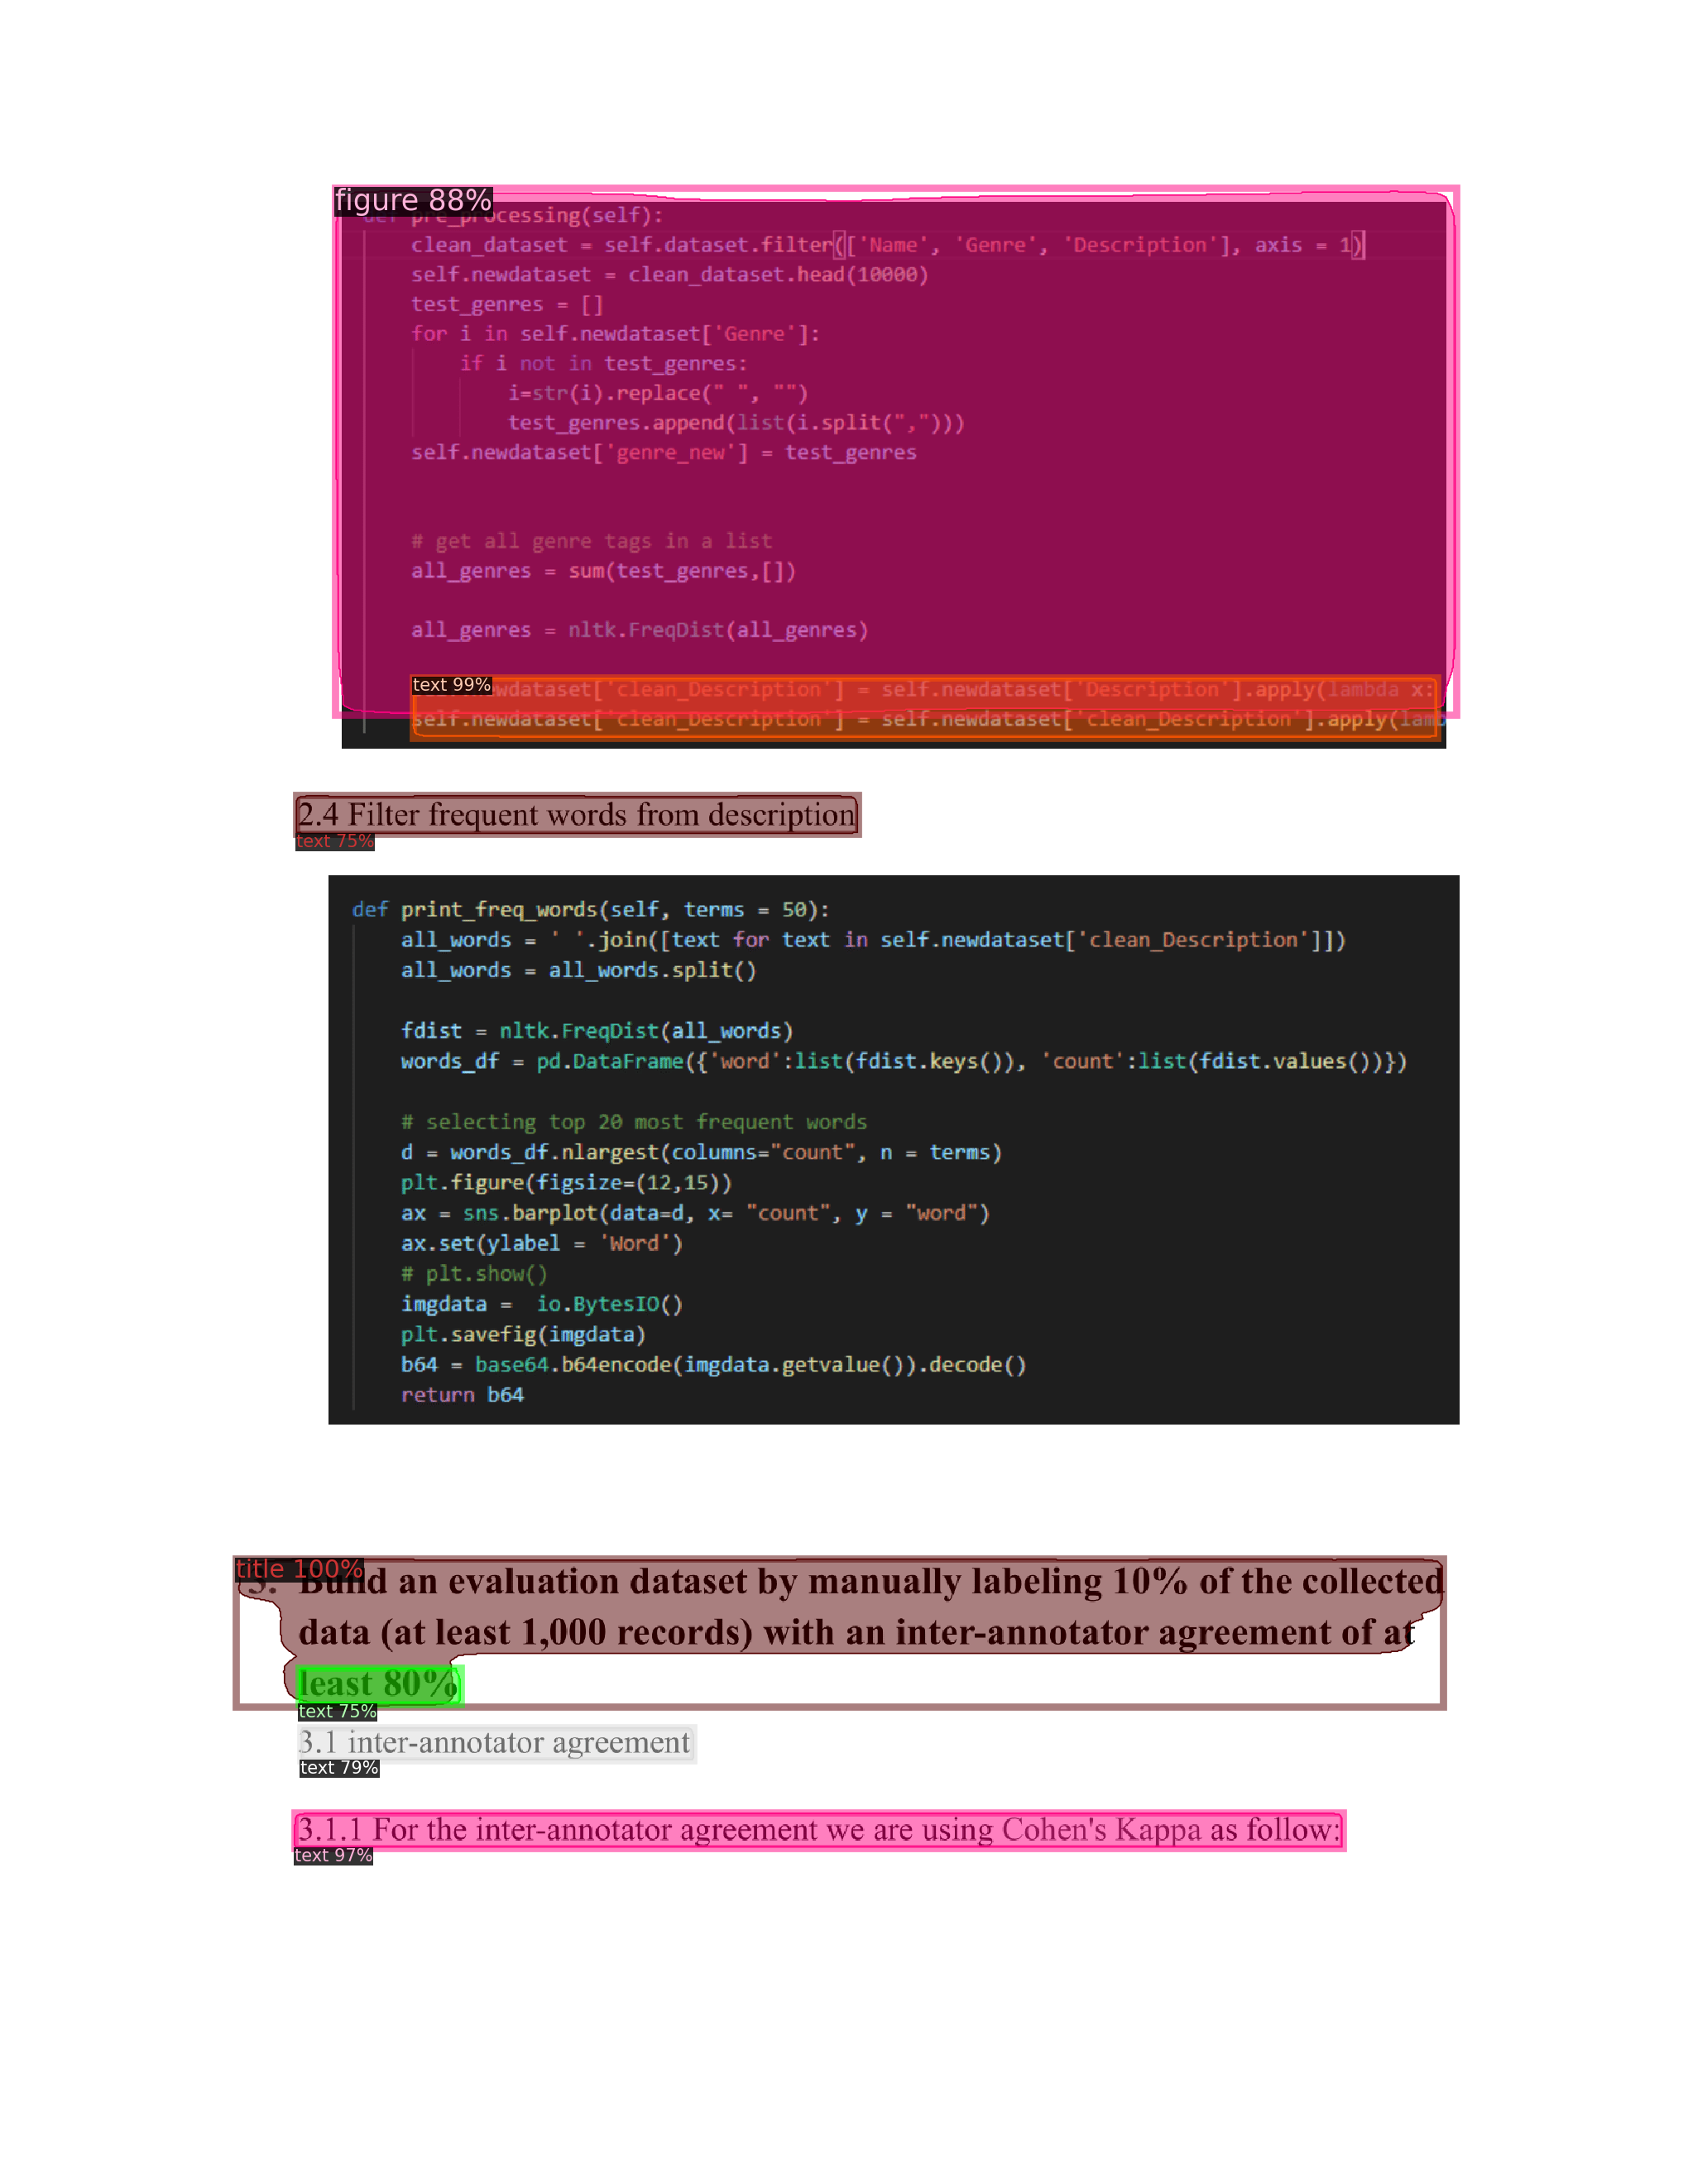 figure 88%
def pre_processing(self):
clean_dataset = self.dataset.filter(['Name', 'Genre', 'Description'], axis = 1)
self.newdataset = clean_dataset.head(10000)
test_genres = []
for i in self.newdataset['Genre']:
if i not in test_genres:
i=str(i).replace(" ", "")
test_genres.append(list(i.split(",")))
self.newdataset['genre_new'] = test_genres
# get all genre tags in a list
all_genres = sum(test_genres,[])
all_genres = nltk.FreqDist(all_genres)
text 99%
['clean_Description'] = self.newdataset['Description'].apply(lambda x:
self.newdataset['clean_Description'] = self.newdataset['clean_Description'].apply(lamb
2.4 Filter frequent words from description
text 75%
def print_freq_words(self, terms = 50):
all_words = ' '.join([text for text in self.newdataset['clean_Description']])
all_words = all_words.split()
fdist = nltk.FreqDist(all_words)
words_df = pd.DataFrame({'word':list(fdist.keys()), 'count':list(fdist.values())})
# selecting top 20 most frequent words
d = words_df.nlargest(columns="count", n = terms)
plt.figure(figsize=(12,15))
ax = sns.barplot(data=d, x= "count", y = "word")
ax.set(ylabel = 'Word')
# plt.show()
imgdata =  io.BytesIO()
plt.savefig(imgdata)
b64 = base64.b64encode(imgdata.getvalue()).decode()
return b64
title 100%
3. Build an evaluation dataset by manually labeling 10% of the collected
data (at least 1,000 records) with an inter-annotator agreement of at
least 80%
text 75%
3.1 inter-annotator agreement
text 79%
3.1.1 For the inter-annotator agreement we are using Cohen's Kappa as follow:
text 97%